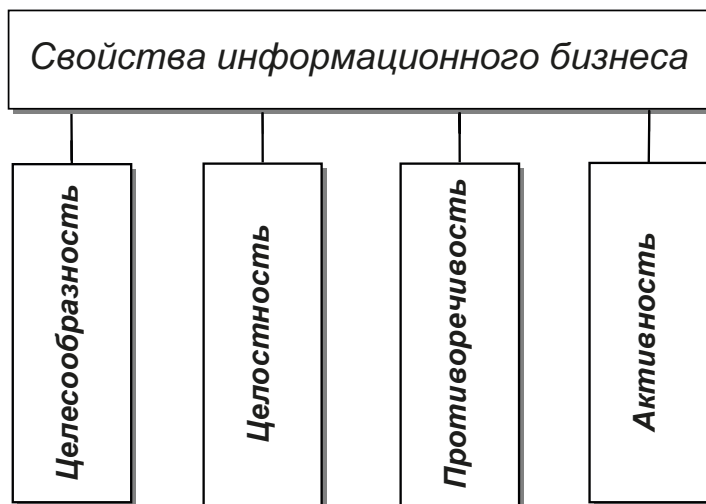 Свойства информационного бизнеса
Целесообразность
Целостность
Противоречивость
Активность